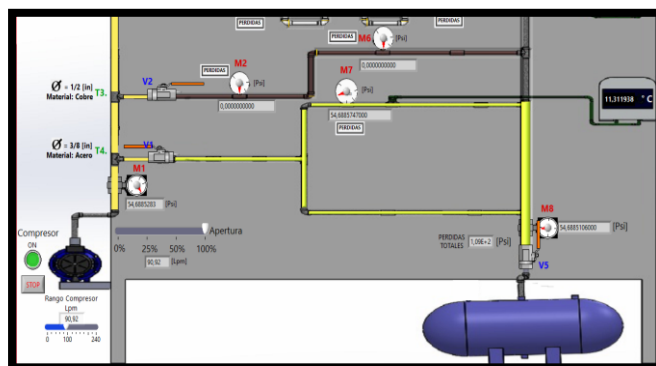 PERDIDAS
PERDIDAS
M6
[Psi]
0,0000000000
V2
M2
PERDIDAS
[Psi]
0,0000000000
Ø = 1/2 [in]
Material: Cobre
T3.
M7
[Psi]
54,6885747000
PERDIDAS
11,311938 ° C
Ø = 3/8 [in]
Material: Acero
T4.
M1
54,6885283 [Psi]
M8
54,6885106000 [Psi]
PERDIDAS
TOTALES
1,09E+2 [Psi]
V5
Apertura
0% 25% 50% 75% 100%
90,92 [Lpm]
Compresor
ON
STOP
Rango Compresor
Lpm
90,92
0 100 240